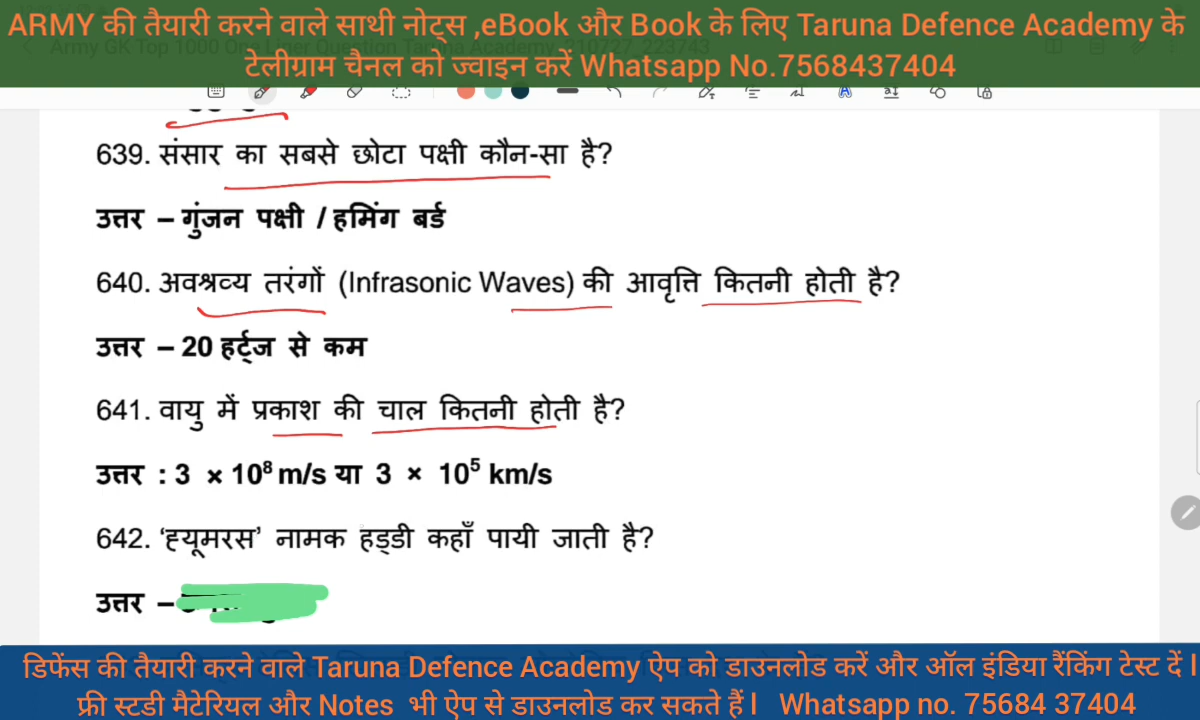 ARMY की तैयारी करने वाले साथी नोट्स ,eBook और Book के लिए Taruna Defence Academy के
टेलीग्राम चैनल को ज्वाइन करें Whatsapp No.7568437404
639. संसार का सबसे छोटा पक्षी कौन-सा है?
उत्तर – गुंजन पक्षी / हमिंग बर्ड
640. अवश्रव्य तरंगों (Infrasonic Waves) की आवृत्ति कितनी होती है?
उत्तर – 20 हर्ट्ज से कम
641. वायु में प्रकाश की चाल कितनी होती है?
उत्तर : 3 × 10⁸ m/s या 3 × 10⁵ km/s
642. ‘ह्यूमरस’ नामक हड्डी कहाँ पायी जाती है?
उत्तर –
डिफेंस की तैयारी करने वाले Taruna Defence Academy ऐप को डाउनलोड करें और ऑल इंडिया रैंकिंग टेस्ट दें l
फ्री स्टडी मैटेरियल और Notes भी ऐप से डाउनलोड कर सकते हैं l Whatsapp no. 75684 37404